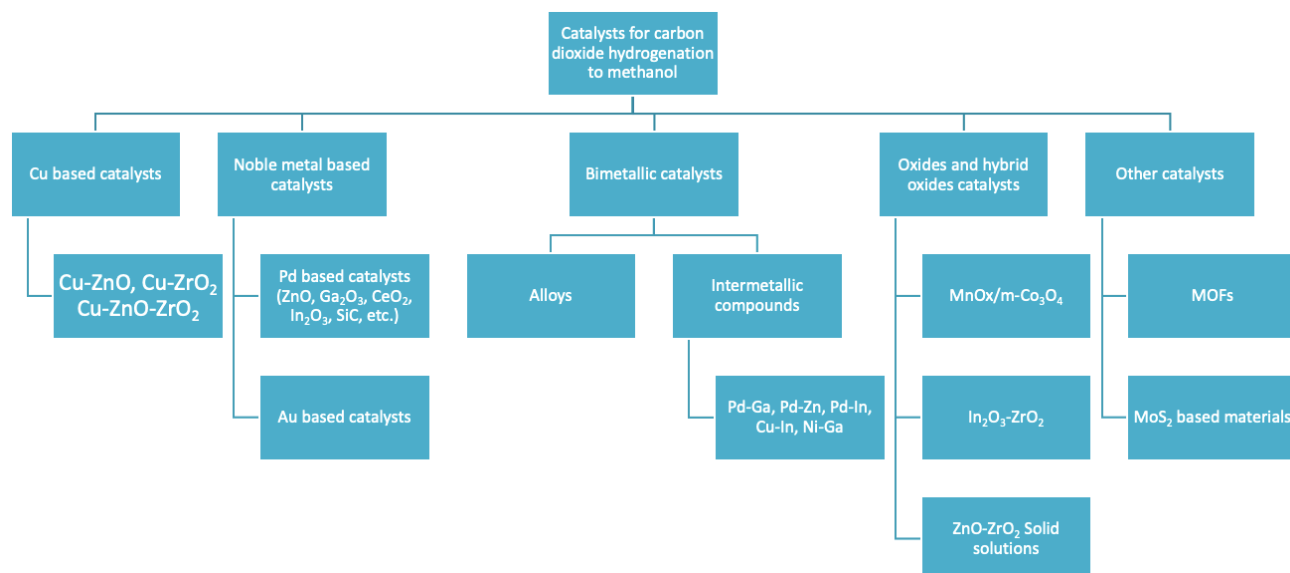 Catalysts for carbon
dioxide hydrogenation
to methanol
Cu based catalysts
Noble metal based
catalysts
Bimetallic catalysts
Oxides and hybrid
oxides catalysts
Other catalysts
Cu-ZnO, Cu-ZrO₂
Cu-ZnO-ZrO₂
Pd based catalysts
(ZnO, Ga₂O₃, CeO₂,
In₂O₃, SiC, etc.)
Alloys
Intermetallic
compounds
MnOx/m-Co₃O₄
MOFs
Au based catalysts
Pd-Ga, Pd-Zn, Pd-In,
Cu-In, Ni-Ga
In₂O₃-ZrO₂
MoS₂ based materials
ZnO-ZrO₂ Solid
solutions